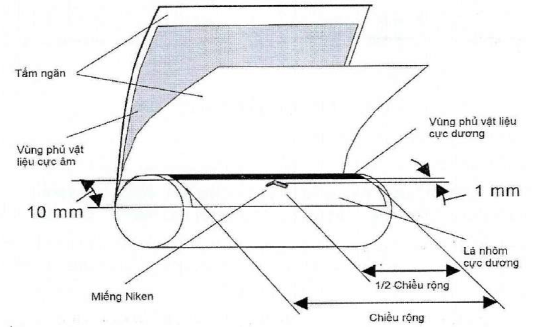 Tấm ngăn
Vùng phủ vật
liệu cực âm
Vùng phủ vật liệu
cực dương
10 mm
1 mm
Lá nhôm
cực dương
1/2 Chiều rộng
Miếng Niken
Chiều rộng